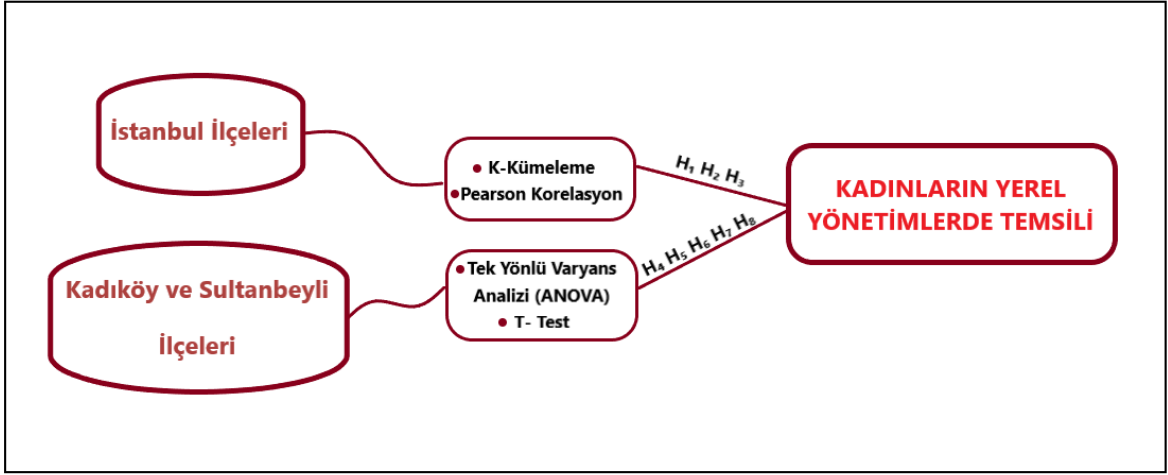 İstanbul İlçeleri
• K-Kümeleme
•Pearson Korelasyon
H₁ H₂ H₃
KADINLARIN YEREL
YÖNETİMLERDE TEMSİLİ
Kadıköy ve Sultanbeyli
İlçeleri
•Tek Yönlü Varyans
Analizi (ANOVA)
• T- Test
H₄ H₅ H₆ H₇ H₈